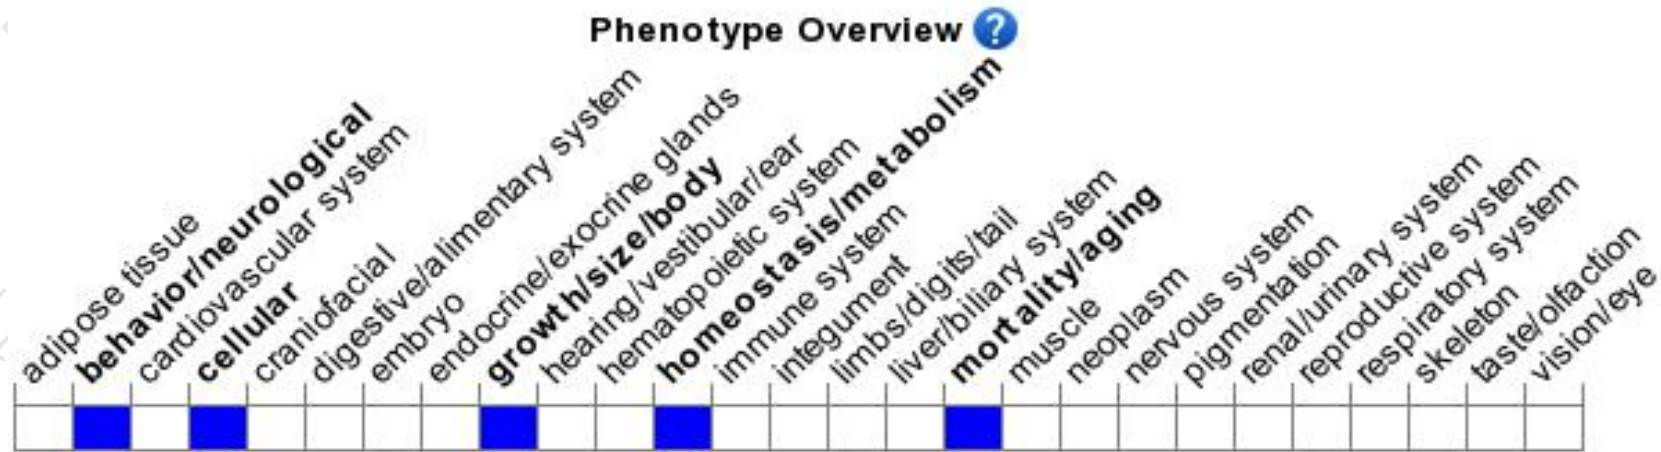 Phenotype Overview ?
adipose tissue
behavior/neurological
cardiovascular system
cellular
craniofacial
digestive/alimentary system
embryo
endocrine/exocrine glands
growth/size/body
hearing/vestibular/ear
hematopoietic system
homeostasis/metabolism
immune system
integument
limbs/digits/tail
liver/biliary system
mortality/aging
muscle
neoplasm
nervous system
pigmentation
renal/urinary system
reproductive system
respiratory system
skeleton
taste/olfaction
vision/eye